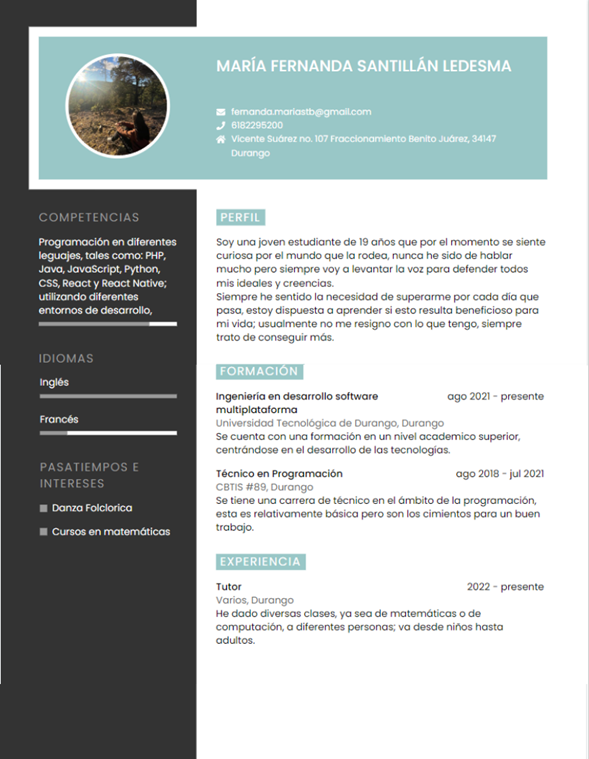 MARÍA FERNANDA SANTILLÁN LEDESMA
fernanda.mariastb@gmail.com
6182295200
Vicente Suárez no. 107 Fraccionamiento Benito Juárez, 34147
Durango
COMPETENCIAS
Programación en diferentes
leguajes, tales como: PHP,
Java, JavaScript, Python,
CSS, React y React Native;
utilizando diferentes
entornos de desarrollo,
IDIOMAS
Inglés
Francés
PASATIEMPOS E
INTERESES
Danza Folclorica
Cursos en matemáticas
PERFIL
Soy una joven estudiante de 19 años que por el momento se siente
curiosa por el mundo que la rodea, nunca he sido de hablar
mucho pero siempre voy a levantar la voz para defender todos
mis ideales y creencias.
Siempre he sentido la necesidad de superarme por cada día que
pasa, estoy dispuesta a aprender si esto resulta beneficioso para
mi vida; usualmente no me resigno con lo que tengo, siempre
trato de conseguir más.
FORMACIÓN
Ingeniería en desarrollo software ago 2021 - presente
multiplataforma
Universidad Tecnológica de Durango, Durango
Se cuenta con una formación en un nivel academico superior,
centrándose en el desarrollo de las tecnologías.
Técnico en Programación ago 2018 - jul 2021
CBTIS #89, Durango
Se tiene una carrera de técnico en el ámbito de la programación,
esta es relativamente básica pero son los cimientos para un buen
trabajo.
EXPERIENCIA
Tutor 2022 - presente
Varios, Durango
He dado diversas clases, ya sea de matemáticas o de
computación, a diferentes personas; va desde niños hasta
adultos.